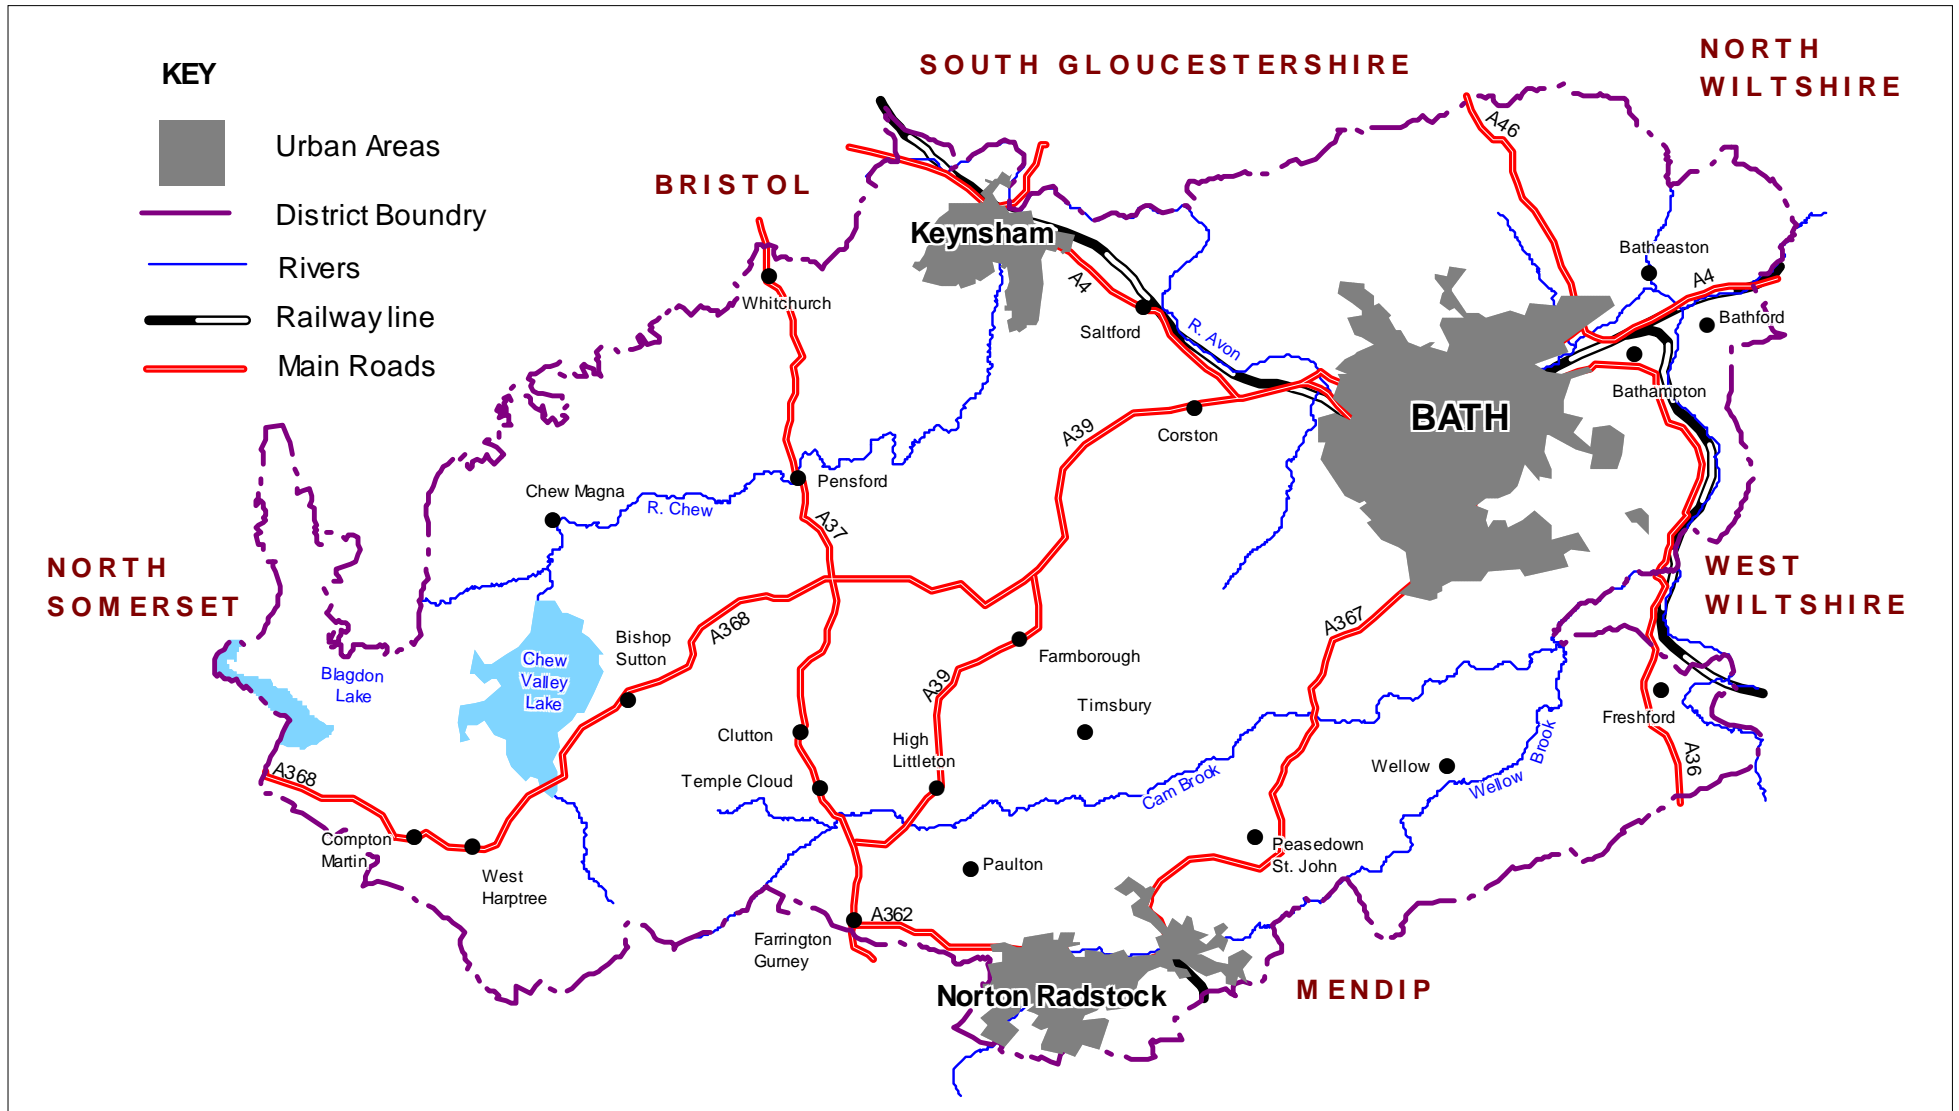 KEY
Urban Areas
District Boundry
Rivers
Railway line
Main Roads
SOUTH GLOUCESTERSHIRE
NORTH
WILTSHIRE
BRISTOL
NORTH
SOMERSET
WEST
WILTSHIRE
MENDIP
A46
Keynsham
Whitchurch
A4
Saltford
R. Avon
Batheaston
A4
Bathford
Bathampton
BATH
A39
Corston
Chew Magna
R. Chew
Pensford
A37
Blagdon
Lake
Chew
Valley
Lake
Bishop
Sutton
A368
A367
Farmborough
A39
Timsbury
Clutton
High
Littleton
Temple Cloud
A368
Compton
Martin
West
Harptree
Cam Brook
Wellow
Wellow
Brook
Freshford
A36
Peasedown
St. John
Paulton
A362
Farrington
Gurney
Norton Radstock